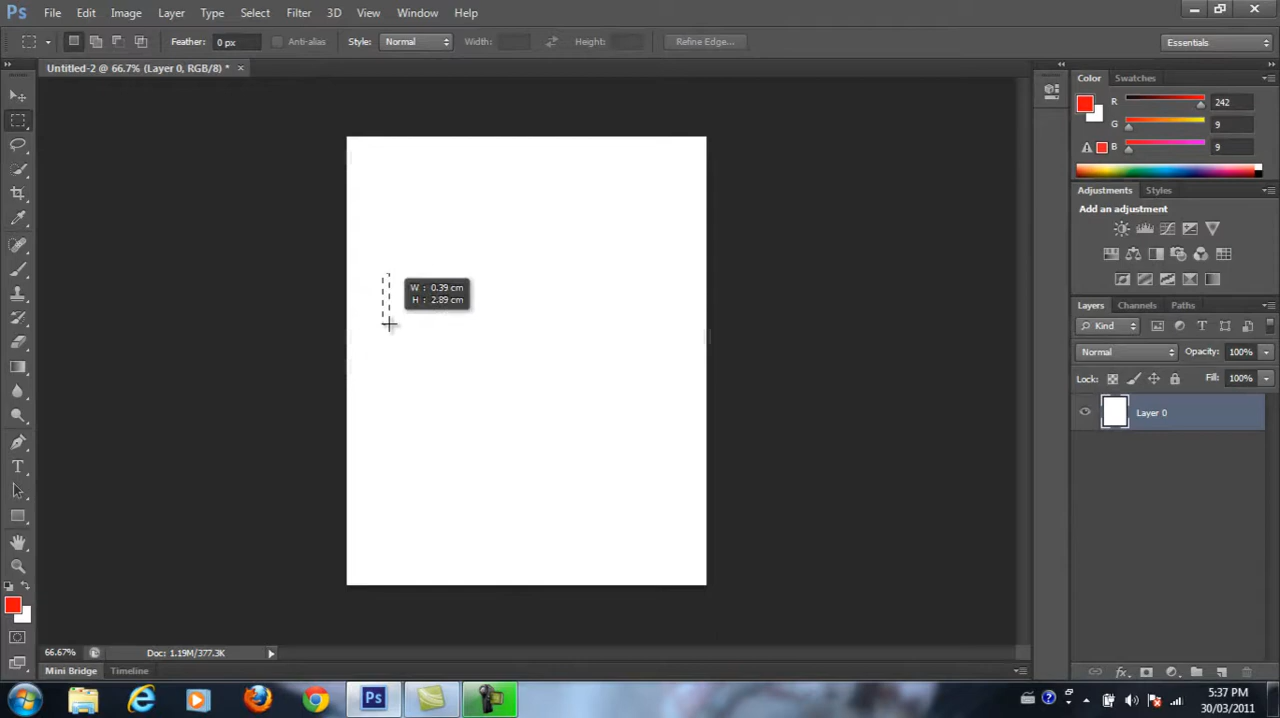 Ps File Edit Image Layer Type Select Filter 3D View Window Help
Feather: 0 px Anti-alias Style: Normal Width: Height: Refine Edge... Essentials
Untitled-2 @ 66.7% (Layer 0, RGB/8) * ×
Color Swatches
R 242
G 9
B 9
Adjustments Styles
Add an adjustment
W : 0.39 cm
H : 2.89 cm
Layers Channels Paths
Kind
Normal Opacity: 100%
Lock: Fill: 100%
Layer 0
T
66.67% Doc: 1.19M/377.3K
Mini Bridge Timeline
Ps
5:37 PM
30/03/2011